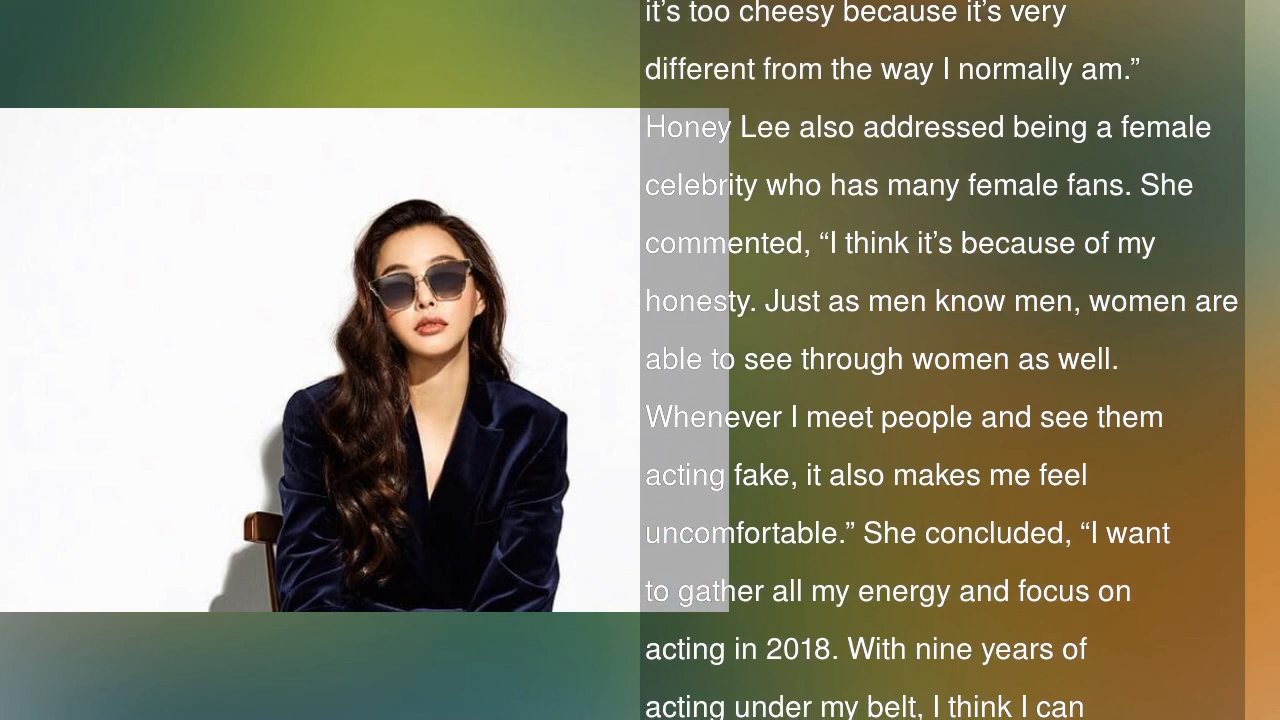 it’s too cheesy because it’s very
different from the way I normally am.”
Honey Lee also addressed being a female
celebrity who has many female fans. She
commented, “I think it’s because of my
honesty. Just as men know men, women are
able to see through women as well.
Whenever I meet people and see them
acting fake, it also makes me feel
uncomfortable.” She concluded, “I want
to gather all my energy and focus on
acting in 2018. With nine years of
acting under my belt, I think I can